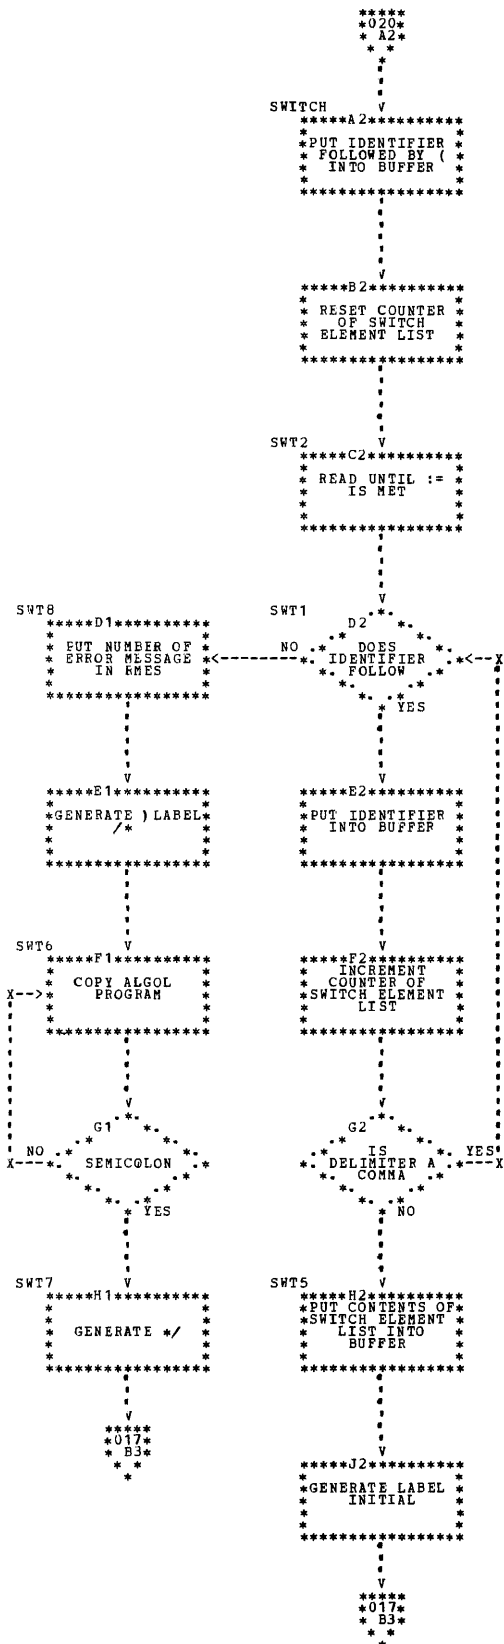 020
A2
SWITCH
A2
PUT IDENTIFIER
FOLLOWED BY (
INTO BUFFER
B2
RESET COUNTER
OF SWITCH
ELEMENT LIST
SWT2
C2
READ UNTIL :=
IS MET
SWT8
D1
PUT NUMBER OF
ERROR MESSAGE
IN RMES
SWT1
D2
DOES
IDENTIFIER
FOLLOW
NO
YES
E1
GENERATE ) LABEL
/*
E2
PUT IDENTIFIER
INTO BUFFER
SWT6
F1
COPY ALGOL
PROGRAM
F2
INCREMENT
COUNTER OF
SWITCH ELEMENT
LIST
G1
SEMICOLON
NO
YES
G2
IS
DELIMITER A
COMMA
YES
NO
SWT7
H1
GENERATE */
SWT5
H2
PUT CONTENTS OF
SWITCH ELEMENT
LIST INTO
BUFFER
017
B3
J2
GENERATE LABEL
INITIAL
017
B3